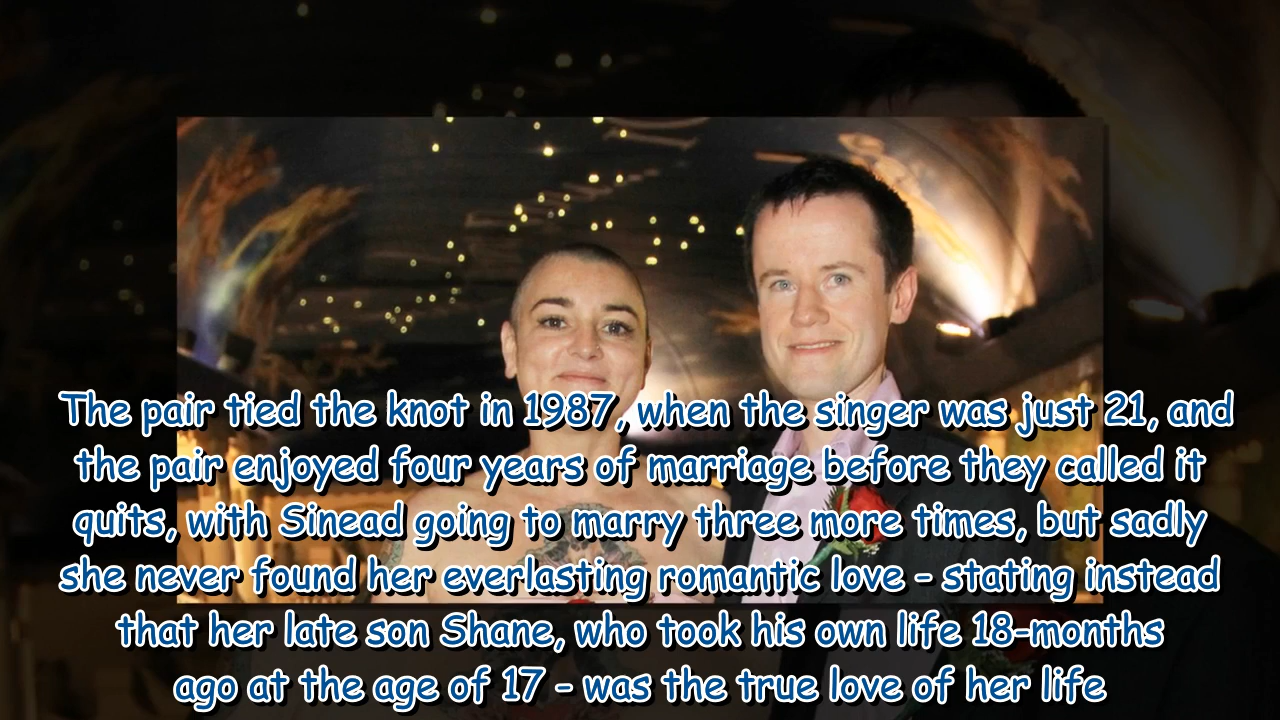 The pair tied the knot in 1987, when the singer was just 21, and
the pair enjoyed four years of marriage before they called it
quits, with Sinead going to marry three more times, but sadly
she never found her everlasting romantic love - stating instead
that her late son Shane, who took his own life 18-months
ago at the age of 17 - was the true love of her life